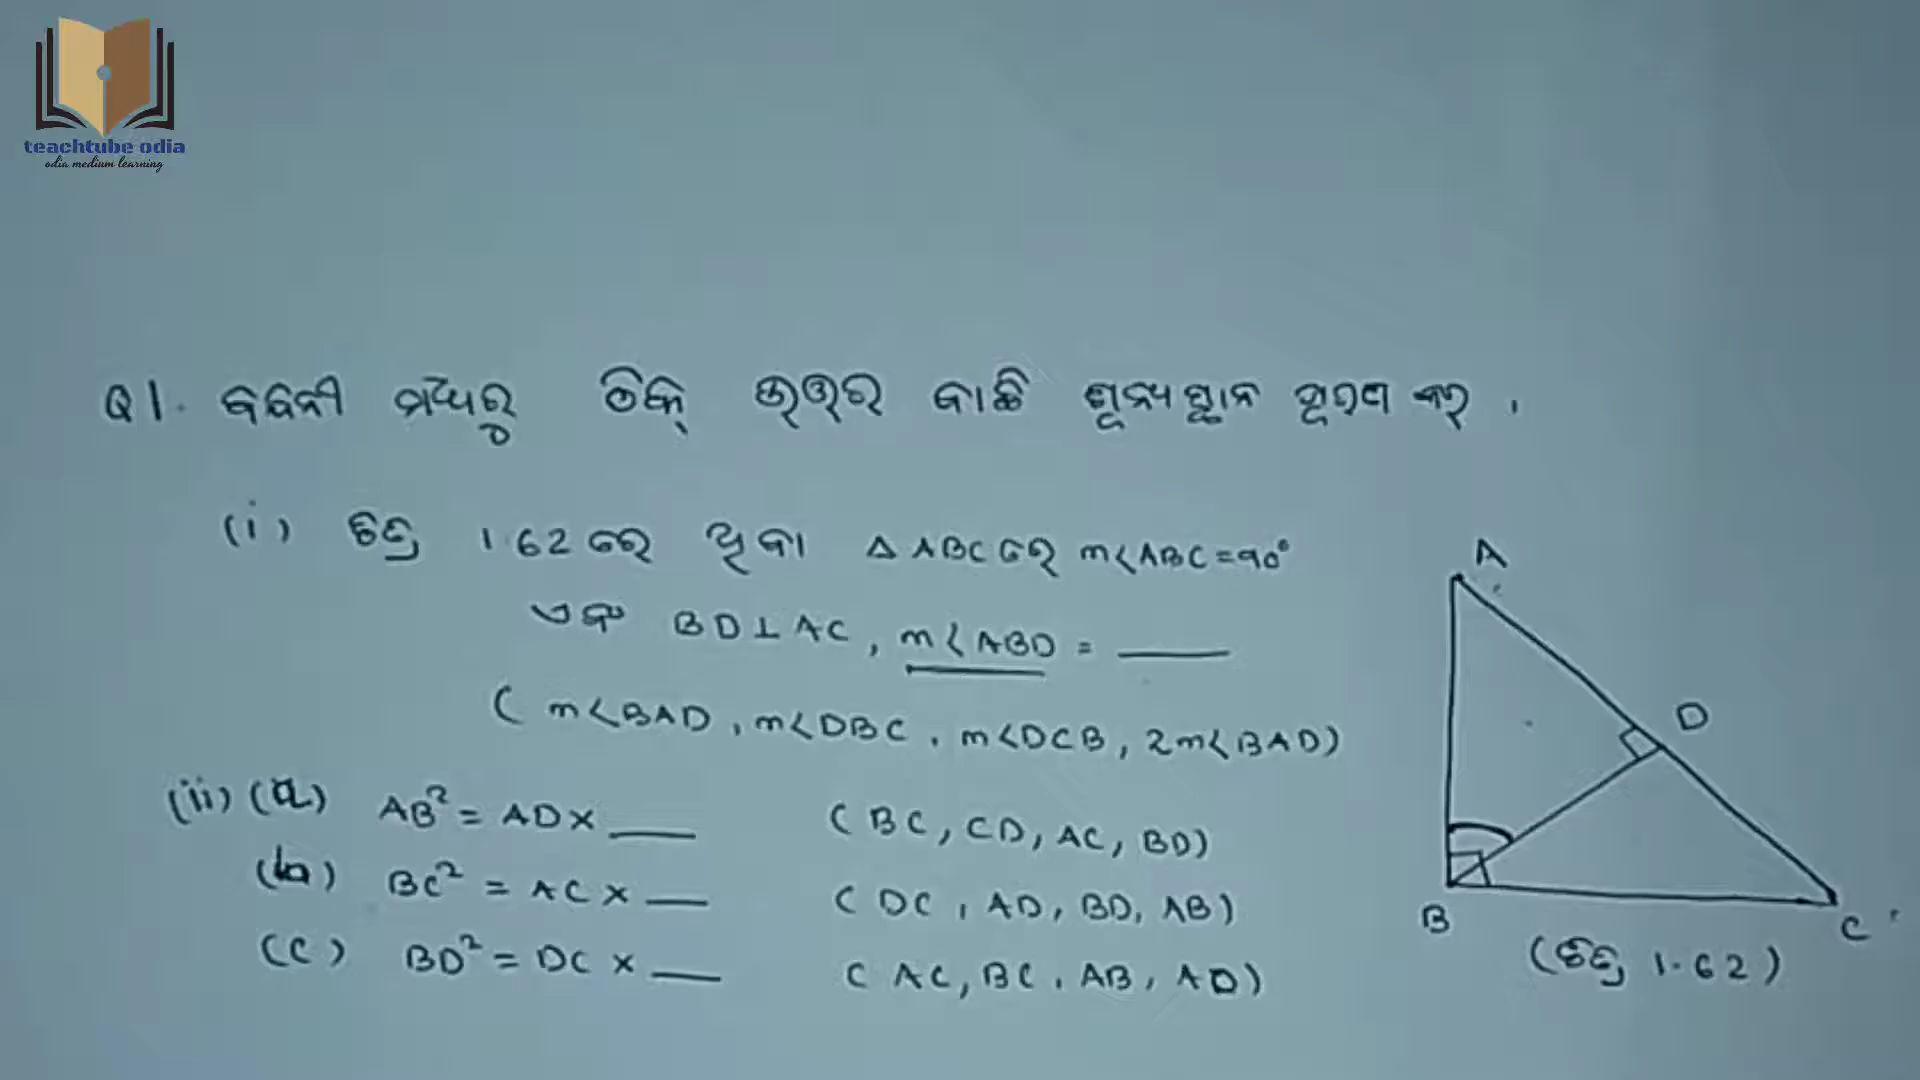 teachtube odia
odia medium learning
Q1. ବନ୍ଧନୀ ମଧ୍ୟରୁ ଠିକ୍ ଉତ୍ତର ବାଛି ଶୂନ୍ୟସ୍ଥାନ ପୂରଣ କର ।
(i) ଚିତ୍ର 1.62 ରେ ଥିବା Δ ABC ରେ m<ABC = 90°
ଏବଂ BD⊥AC, m<ABD = ____
( m<BAD, m<DBC, m<DCB, 2m<BAD)
(ii) (a) AB² = AD× ____ ( BC, CD, AC, BD)
(b) BC² = AC × ____ ( DC, AD, BD, AB)
(c) BD² = DC × ____ ( AC, BC, AB, AD)
A
D
B
C
(ଚିତ୍ର 1.62)